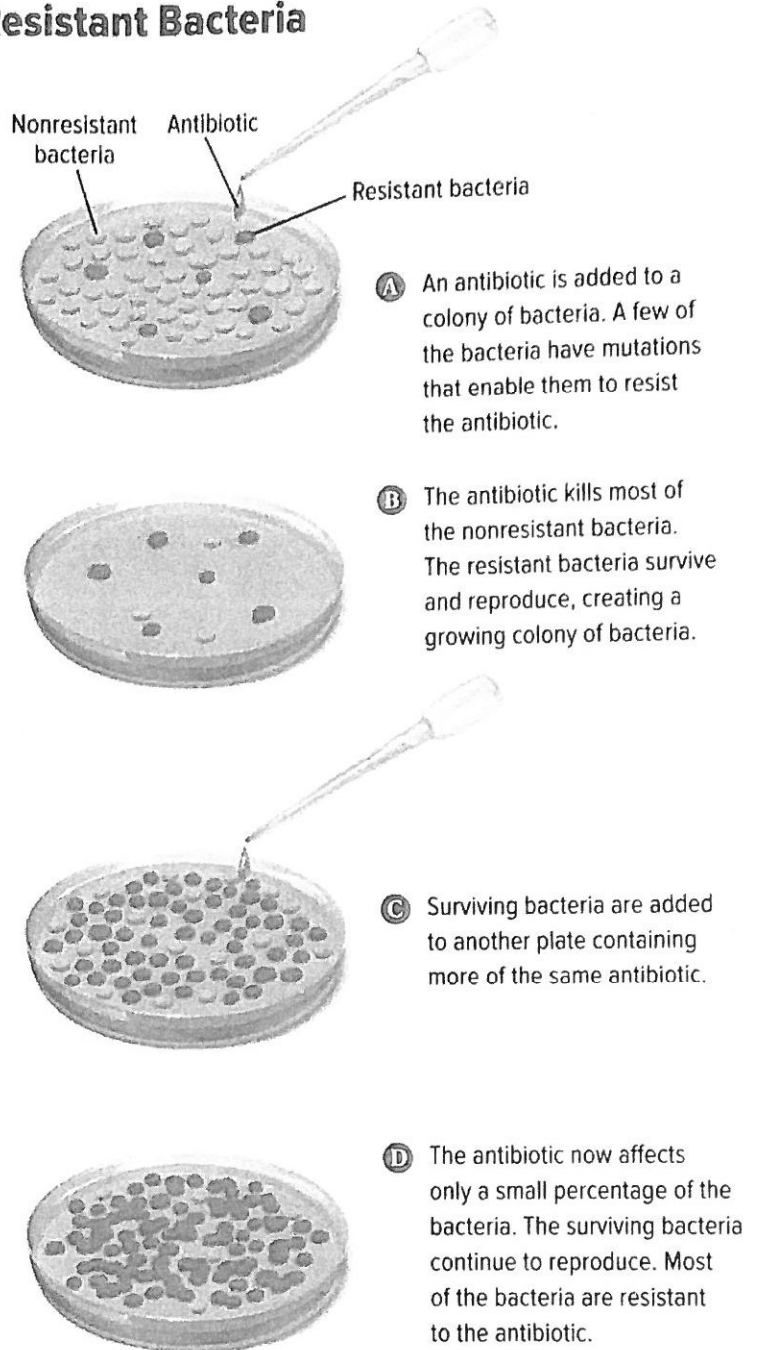 esistant Bacteria
Nonresistant bacteria
Antibiotic
Resistant bacteria
A An antibiotic is added to a
colony of bacteria. A few of
the bacteria have mutations
that enable them to resist
the antibiotic.
B The antibiotic kills most of
the nonresistant bacteria.
The resistant bacteria survive
and reproduce, creating a
growing colony of bacteria.
C Surviving bacteria are added
to another plate containing
more of the same antibiotic.
D The antibiotic now affects
only a small percentage of the
bacteria. The surviving bacteria
continue to reproduce. Most
of the bacteria are resistant
to the antibiotic.